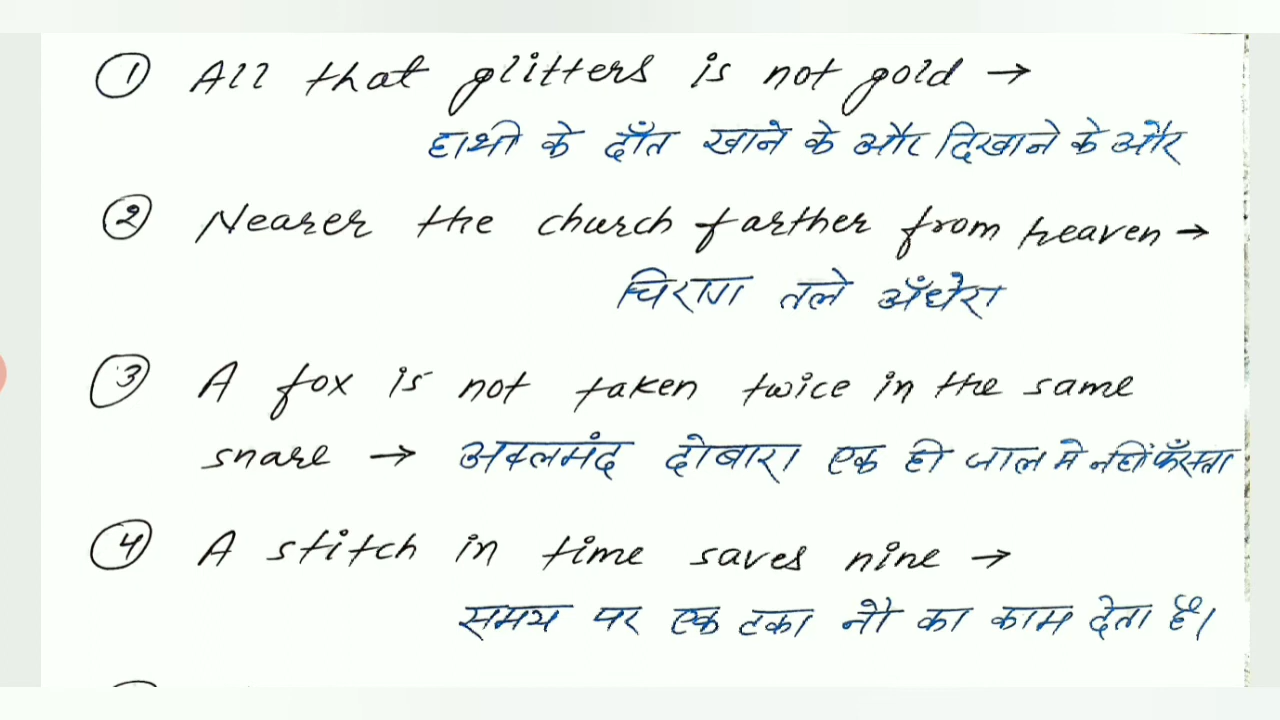 ① All that glitters is not gold →
हाथी के दाँत खाने के और दिखाने के और
② Nearer the church farther from heaven →
चिराग तले अँधेरा
③ A fox is not taken twice in the same
snare → अक्लमंद दोबारा एक ही जाल मे नहीं फँसता
④ A stitch in time saves nine →
समय पर एक टका नौ का काम देता है।